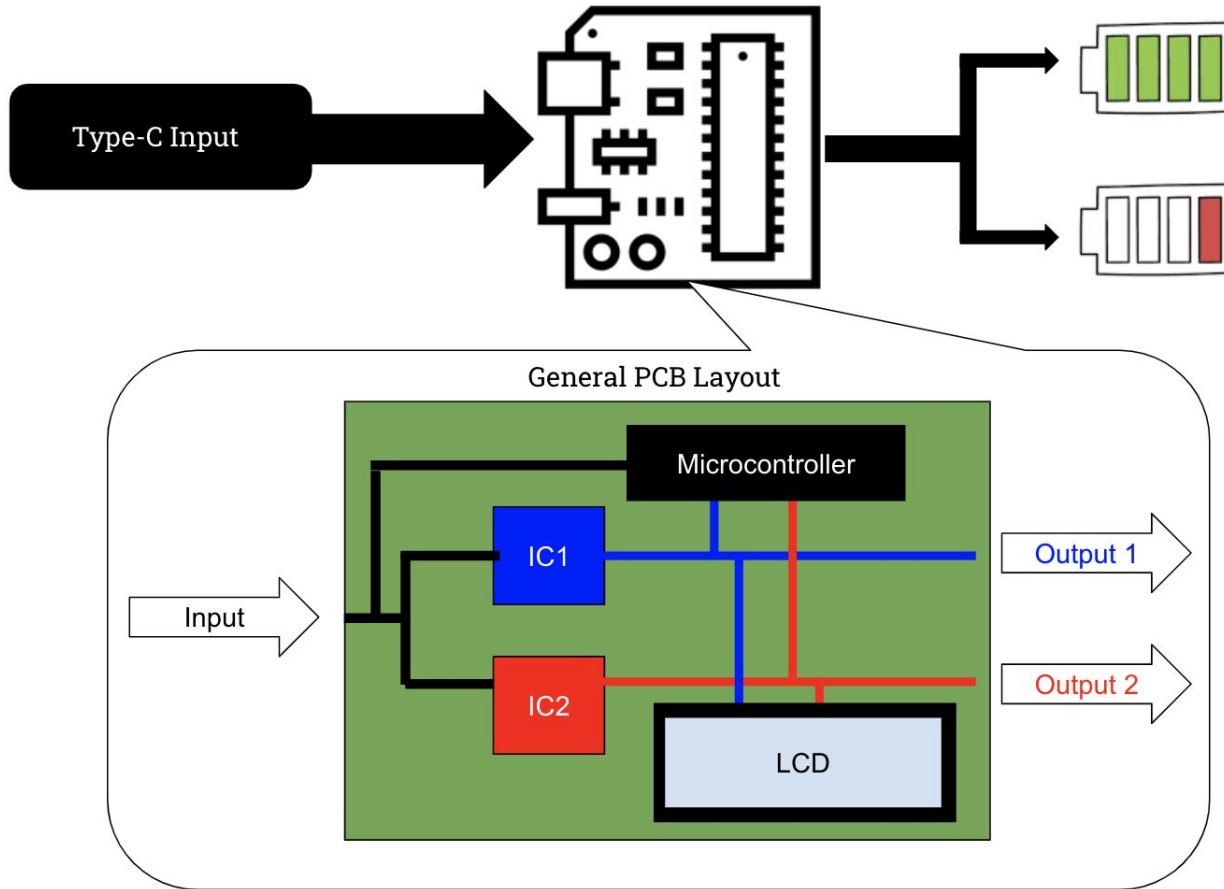 Type-C Input
General PCB Layout
Microcontroller
IC1
Output 1
Input
IC2
Output 2
LCD